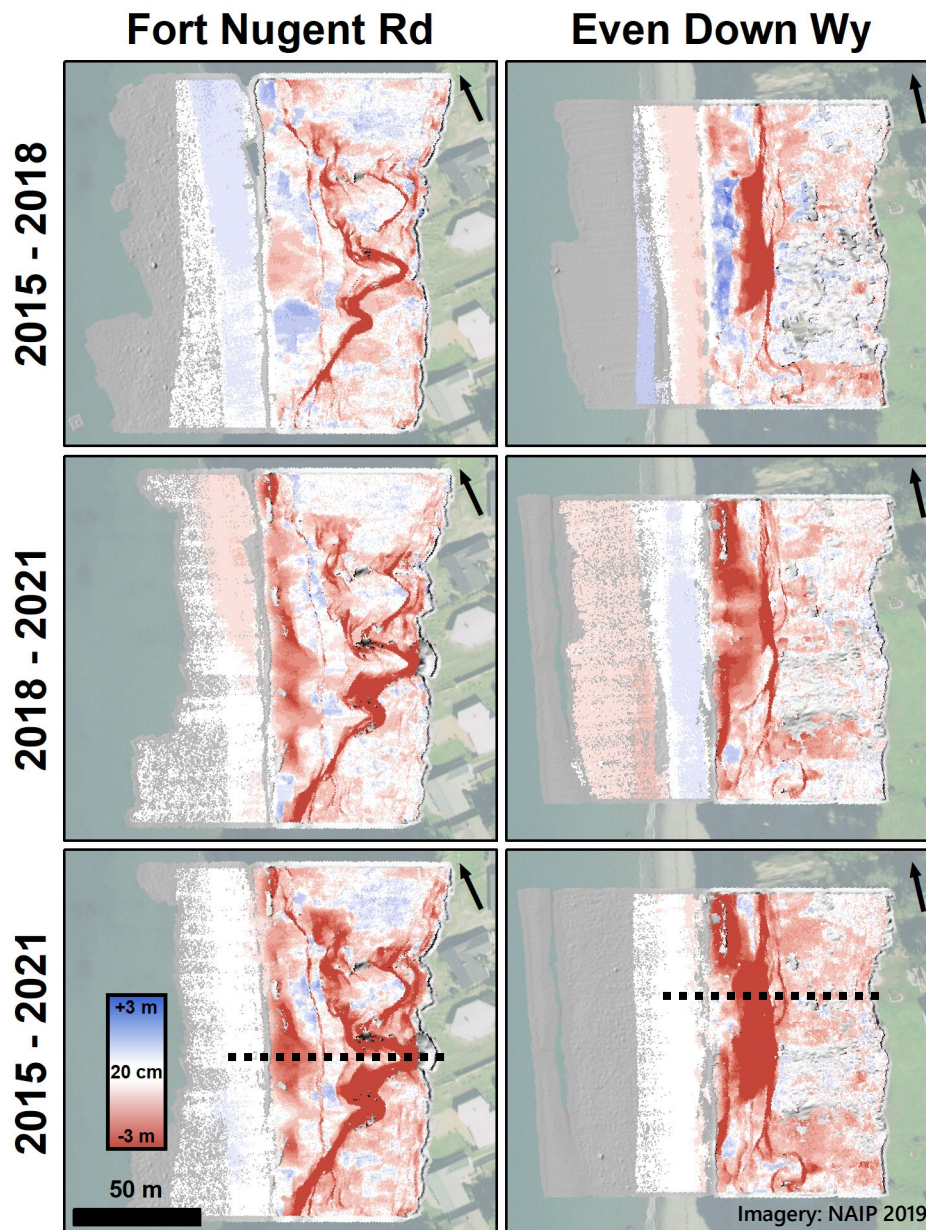 Fort Nugent Rd
Even Down Wy
2015 - 2018
2018 - 2021
2015 - 2021
+3 m
20 cm
-3 m
50 m
Imagery: NAIP 2019